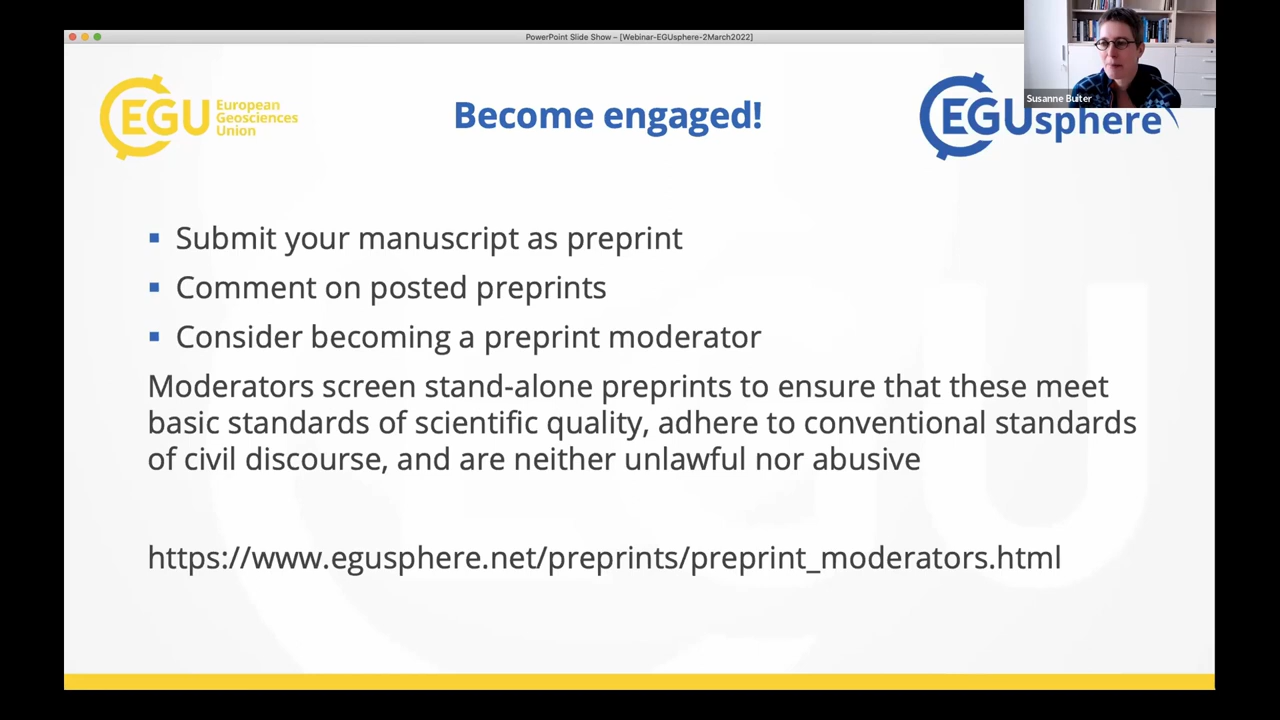 PowerPoint Slide Show – [Webinar-EGUsphere-2March2022]
Susanne Buiter
EGU European
Geosciences
Union
Become engaged!
EGUsphere
▪ Submit your manuscript as preprint
▪ Comment on posted preprints
▪ Consider becoming a preprint moderator
Moderators screen stand-alone preprints to ensure that these meet
basic standards of scientific quality, adhere to conventional standards
of civil discourse, and are neither unlawful nor abusive
https://www.egusphere.net/preprints/preprint_moderators.html